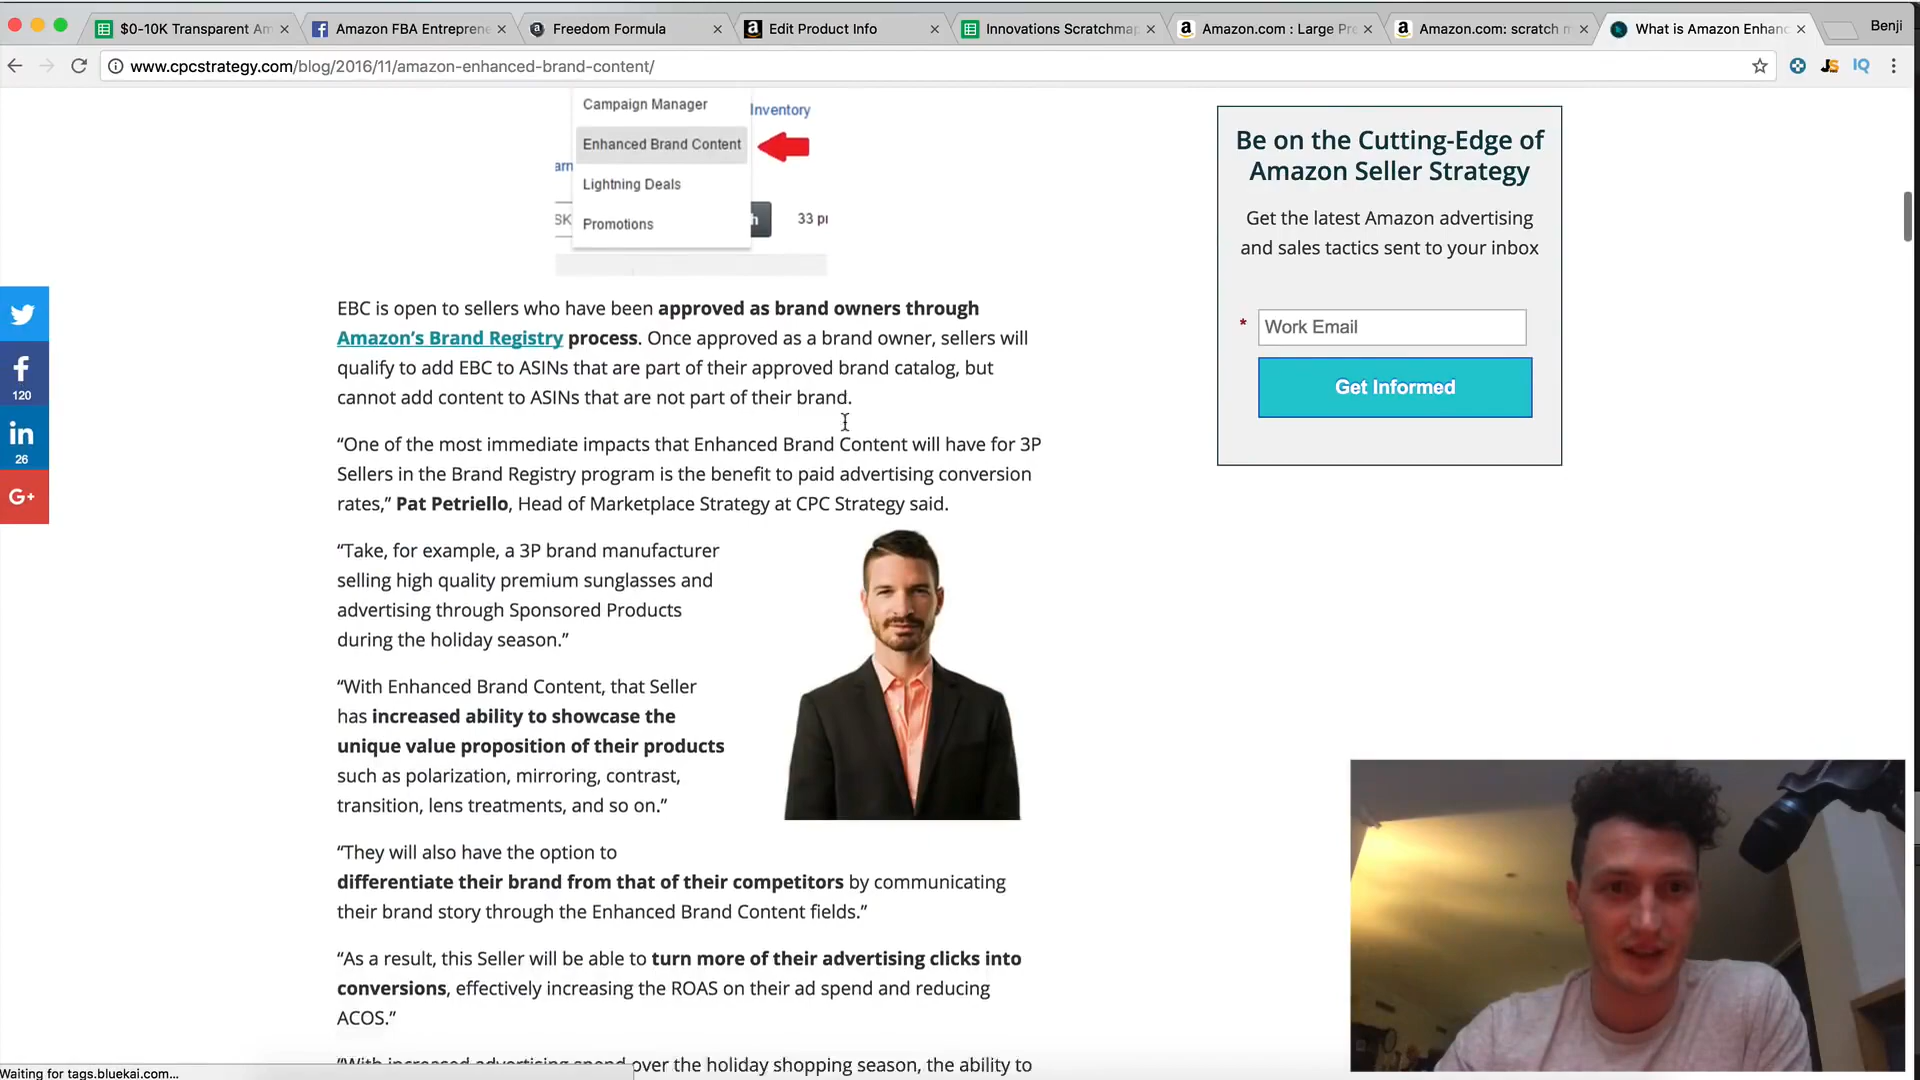 $0-10K Transparent Am
Amazon FBA Entreprene
Freedom Formula
Edit Product Info
Innovations Scratchmap
Amazon.com : Large Pre
Amazon.com: scratch m
What is Amazon Enhanc
Benji
www.cpcstrategy.com/blog/2016/11/amazon-enhanced-brand-content/
JS
IQ
Campaign Manager
Inventory
Enhanced Brand Content
Lightning Deals
Promotions
33 pr
Be on the Cutting-Edge of
Amazon Seller Strategy
Get the latest Amazon advertising
and sales tactics sent to your inbox
* Work Email
Get Informed
120
26
G+
EBC is open to sellers who have been approved as brand owners through
Amazon’s Brand Registry process. Once approved as a brand owner, sellers will
qualify to add EBC to ASINs that are part of their approved brand catalog, but
cannot add content to ASINs that are not part of their brand.
“One of the most immediate impacts that Enhanced Brand Content will have for 3P
Sellers in the Brand Registry program is the benefit to paid advertising conversion
rates,” Pat Petriello, Head of Marketplace Strategy at CPC Strategy said.
“Take, for example, a 3P brand manufacturer
selling high quality premium sunglasses and
advertising through Sponsored Products
during the holiday season.”
“With Enhanced Brand Content, that Seller
has increased ability to showcase the
unique value proposition of their products
such as polarization, mirroring, contrast,
transition, lens treatments, and so on.”
“They will also have the option to
differentiate their brand from that of their competitors by communicating
their brand story through the Enhanced Brand Content fields.”
“As a result, this Seller will be able to turn more of their advertising clicks into
conversions, effectively increasing the ROAS on their ad spend and reducing
ACOS.”
“With increased advertising spend over the holiday shopping season, the ability to
Waiting for tags.bluekai.com...